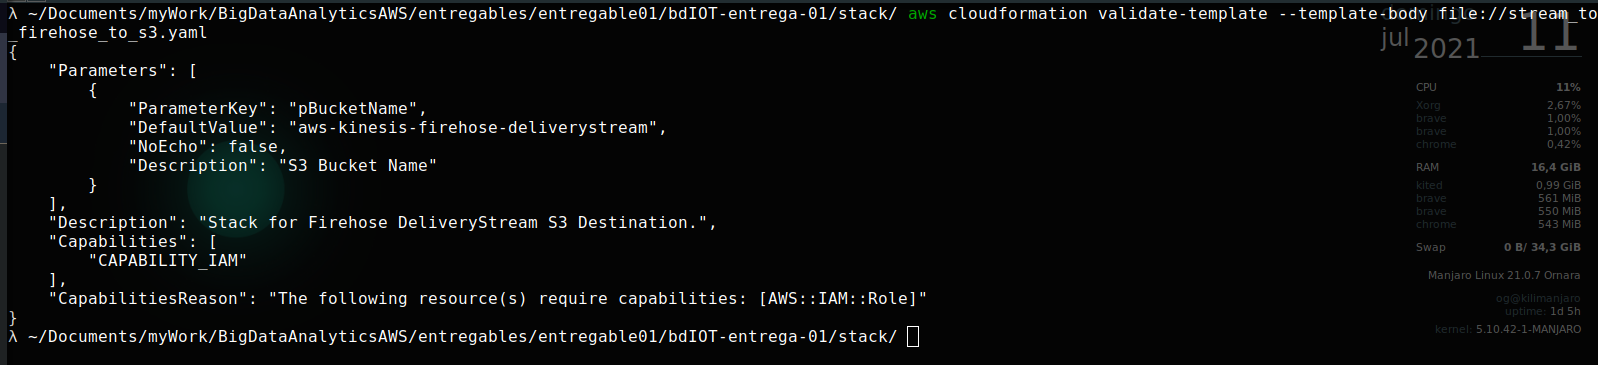 λ ~/Documents/myWork/BigDataAnalyticsAWS/entregables/entregable01/bdIOT-entrega-01/stack/ aws cloudformation validate-template --template-body file://stream_to
_firehose_to_s3.yaml
{
    "Parameters": [
        {
            "ParameterKey": "pBucketName",
            "DefaultValue": "aws-kinesis-firehose-deliverystream",
            "NoEcho": false,
            "Description": "S3 Bucket Name"
        }
    ],
    "Description": "Stack for Firehose DeliveryStream S3 Destination.",
    "Capabilities": [
        "CAPABILITY_IAM"
    ],
    "CapabilitiesReason": "The following resource(s) require capabilities: [AWS::IAM::Role]"
}
λ ~/Documents/myWork/BigDataAnalyticsAWS/entregables/entregable01/bdIOT-entrega-01/stack/
jul 2021 11
CPU 11%
Xorg 2,67%
brave 1,00%
brave 1,00%
chrome 0,42%
RAM 16,4 GiB
kited 0,99 GiB
brave 561 MiB
brave 550 MiB
chrome 543 MiB
Swap 0 B/ 34,3 GiB
Manjaro Linux 21.0.7 Ornara
og@kilimanjaro
uptime: 1d 5h
kernel: 5.10.42-1-MANJARO